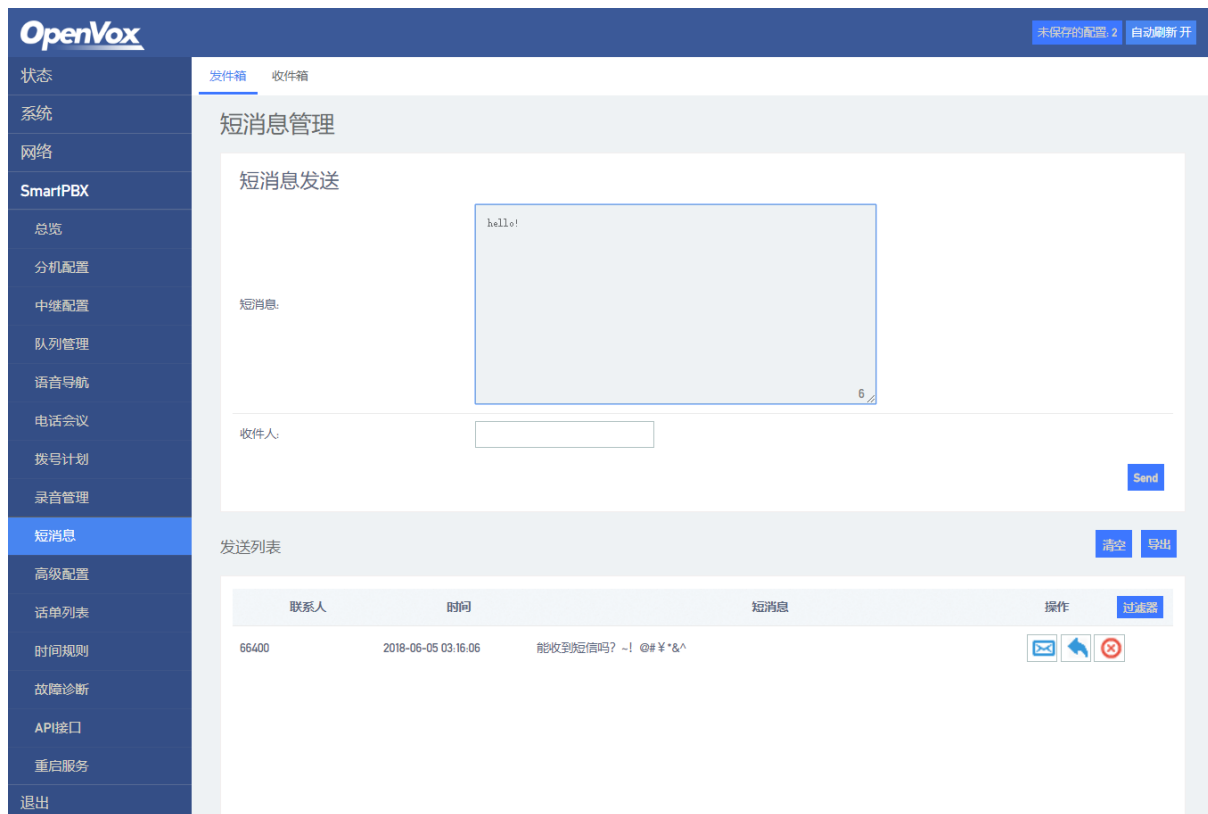 OpenVox
未保存的配置: 2 自动刷新 开
状态
系统
网络
SmartPBX
总览
分机配置
中继配置
队列管理
语音导航
电话会议
拨号计划
录音管理
短消息
高级配置
话单列表
时间规则
故障诊断
API接口
重启服务
退出
发件箱 收件箱
短消息管理
短消息发送
短消息:
hello!
6
收件人:
Send
发送列表 清空 导出
联系人 时间 短消息 操作 过滤器
66400 2018-06-05 03:16:06 能收到短信吗？~！@#￥*&^